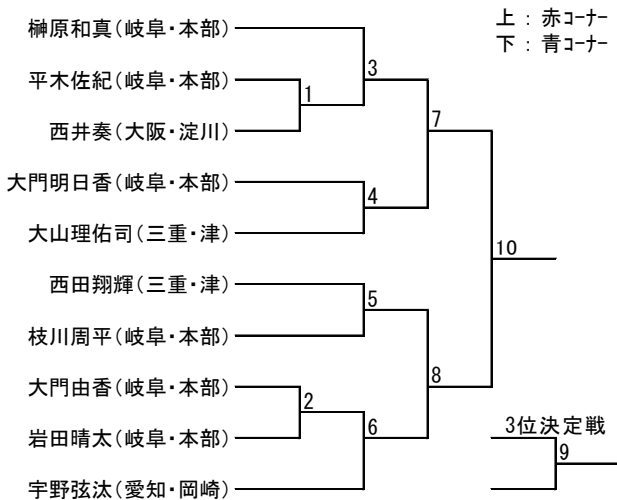 上：赤ｺｰﾅｰ
下：青ｺｰﾅｰ
榊原和真(岐阜・本部)
3
平木佐紀(岐阜・本部)
1
7
西井奏(大阪・淀川)
大門明日香(岐阜・本部)
4
大山理佑司(三重・津)
10
西田翔輝(三重・津)
5
枝川周平(岐阜・本部)
8
大門由香(岐阜・本部)
2
3位決定戦
岩田晴太(岐阜・本部)
6
9
宇野弦汰(愛知・岡崎)